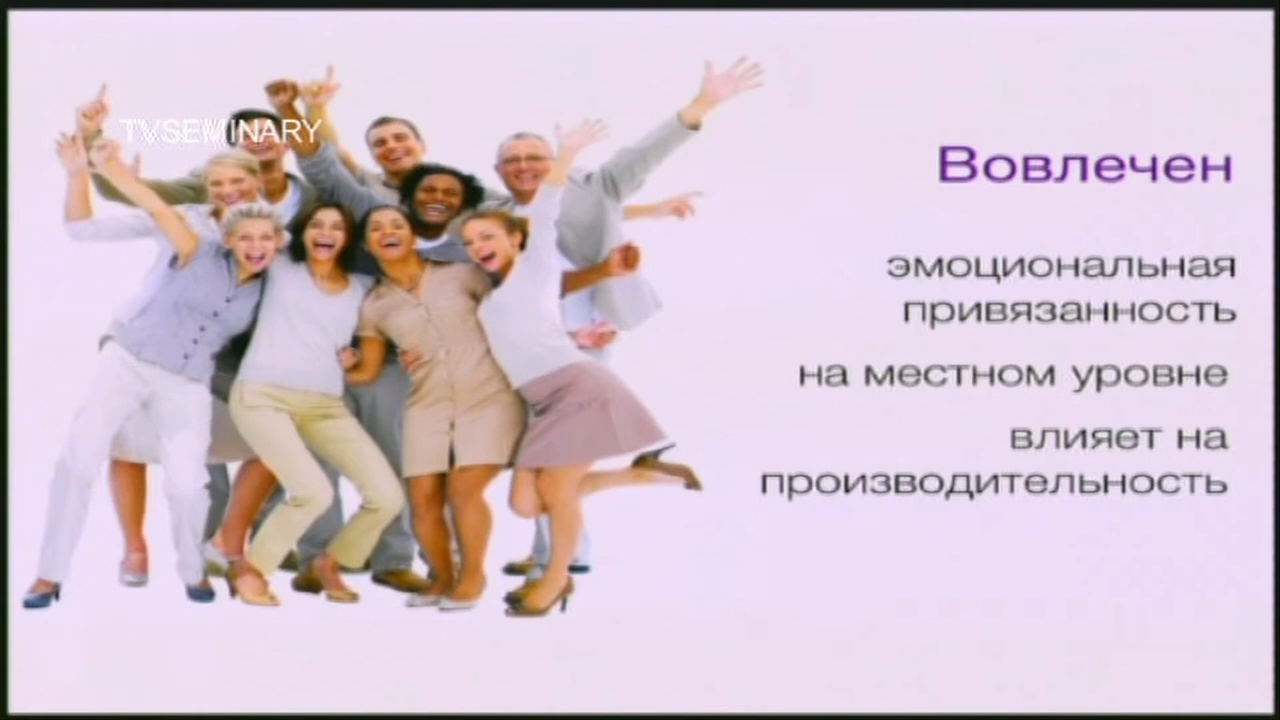 TVSEMINARY
Вовлечен
эмоциональная
привязанность
на местном уровне
влияет на
производительность